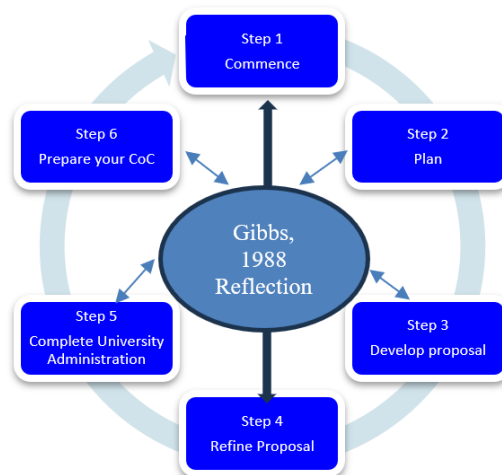 Step 1
Commence
Step 2
Plan
Step 3
Develop proposal
Step 4
Refine Proposal
Step 5
Complete University
Administration
Step 6
Prepare your CoC
Gibbs,
1988
Reflection